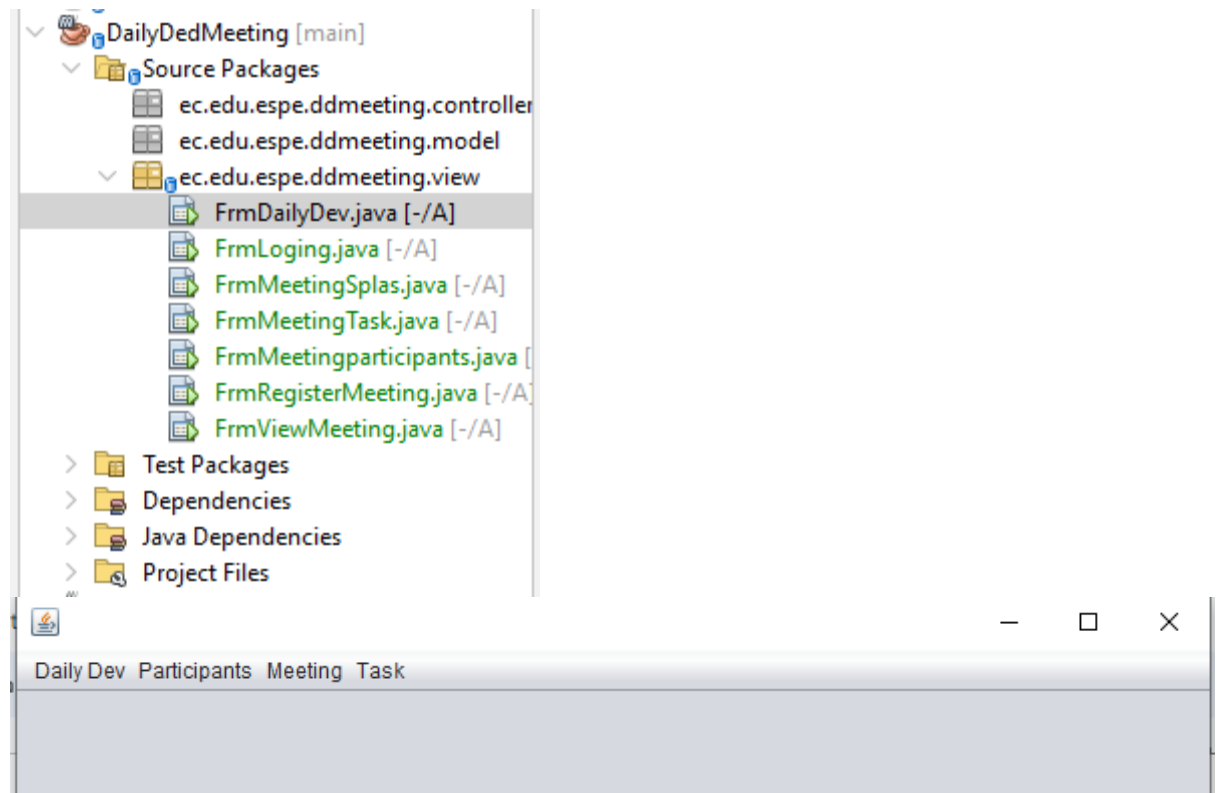 DailyDedMeeting [main]
Source Packages
ec.edu.espe.ddmeeting.controller
ec.edu.espe.ddmeeting.model
ec.edu.espe.ddmeeting.view
FrmDailyDev.java [-/A]
FrmLoging.java [-/A]
FrmMeetingSplas.java [-/A]
FrmMeetingTask.java [-/A]
FrmMeetingparticipants.java [
FrmRegisterMeeting.java [-/A]
FrmViewMeeting.java [-/A]
Test Packages
Dependencies
Java Dependencies
Project Files
Daily Dev Participants Meeting Task